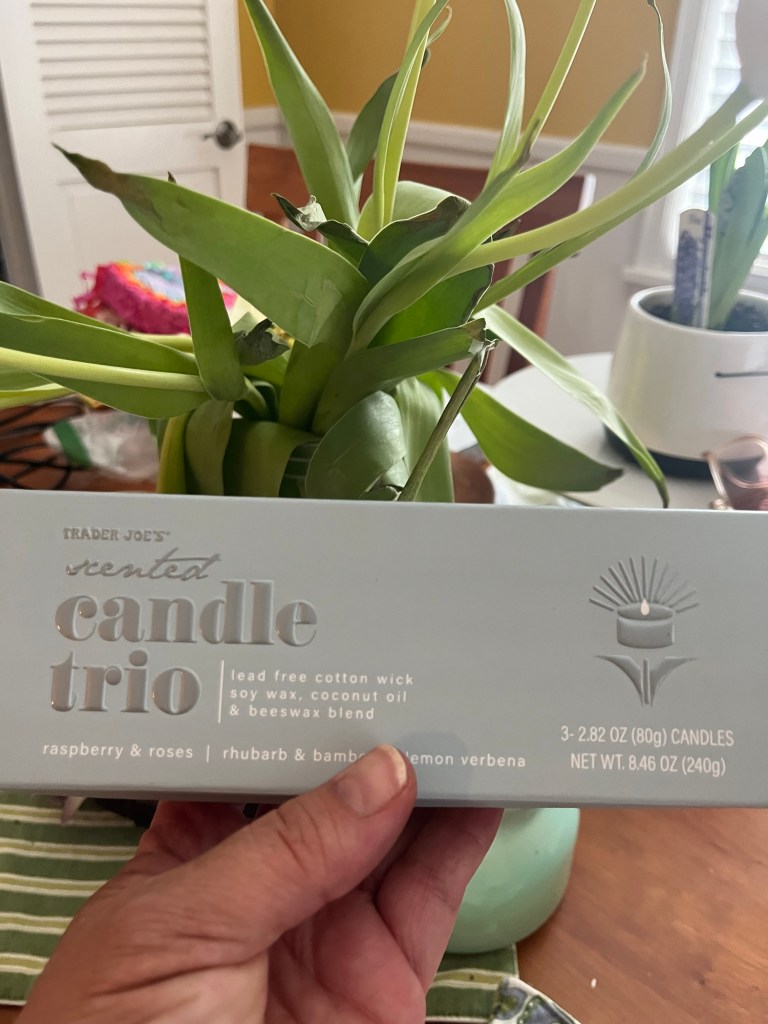 TRADER JOE'S
scented
candle
trio
lead free cotton wick
soy wax, coconut oil
& beeswax blend
raspberry & roses | rhubarb & lemon verbena
3- 2.82 OZ (80g) CANDLES
NET WT. 8.46 OZ (240g)